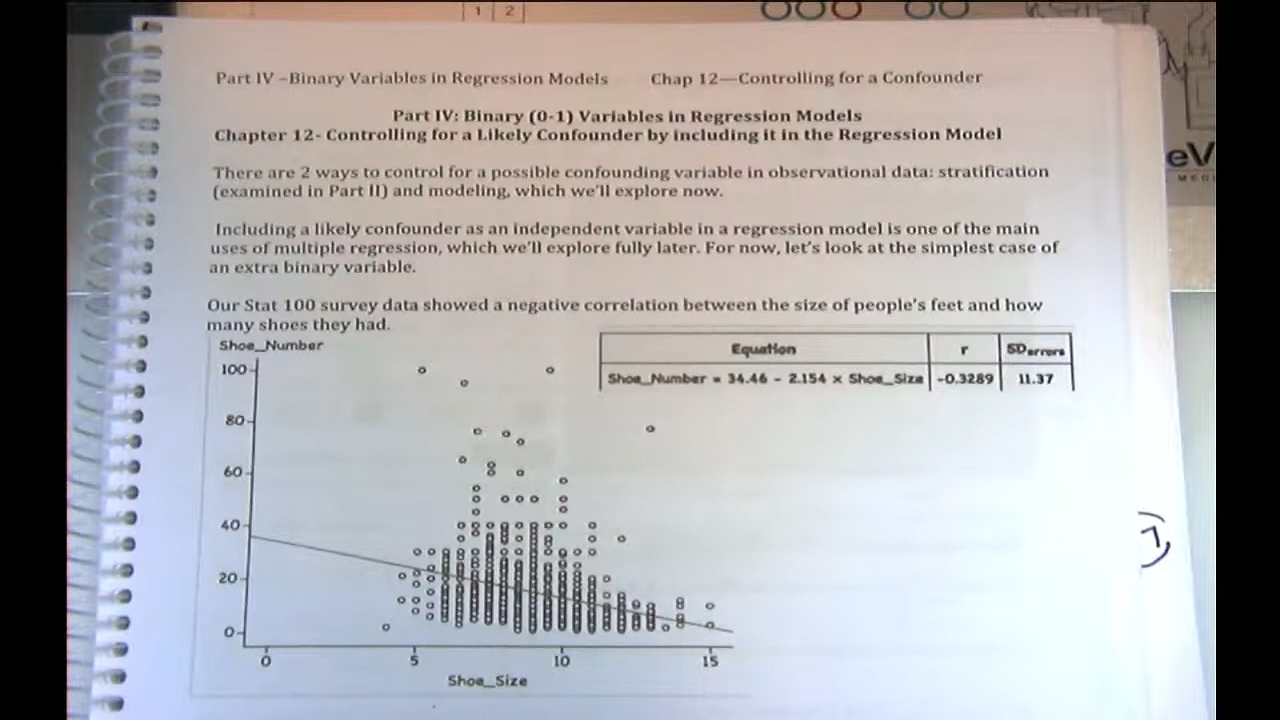 1 2
Part IV –Binary Variables in Regression Models Chap 12—Controlling for a Confounder
Part IV: Binary (0-1) Variables in Regression Models
Chapter 12- Controlling for a Likely Confounder by including it in the Regression Model
There are 2 ways to control for a possible confounding variable in observational data: stratification
(examined in Part II) and modeling, which we'll explore now.
Including a likely confounder as an independent variable in a regression model is one of the main
uses of multiple regression, which we'll explore fully later. For now, let's look at the simplest case of
an extra binary variable.
Our Stat 100 survey data showed a negative correlation between the size of people's feet and how
many shoes they had.
Shoe_Number
Equation r SDerrors
Shoe_Number = 34.46 - 2.154 x Shoe_Size -0.3289 11.37
100
80
60
40
20
0
0 5 10 15
Shoe_Size
eV